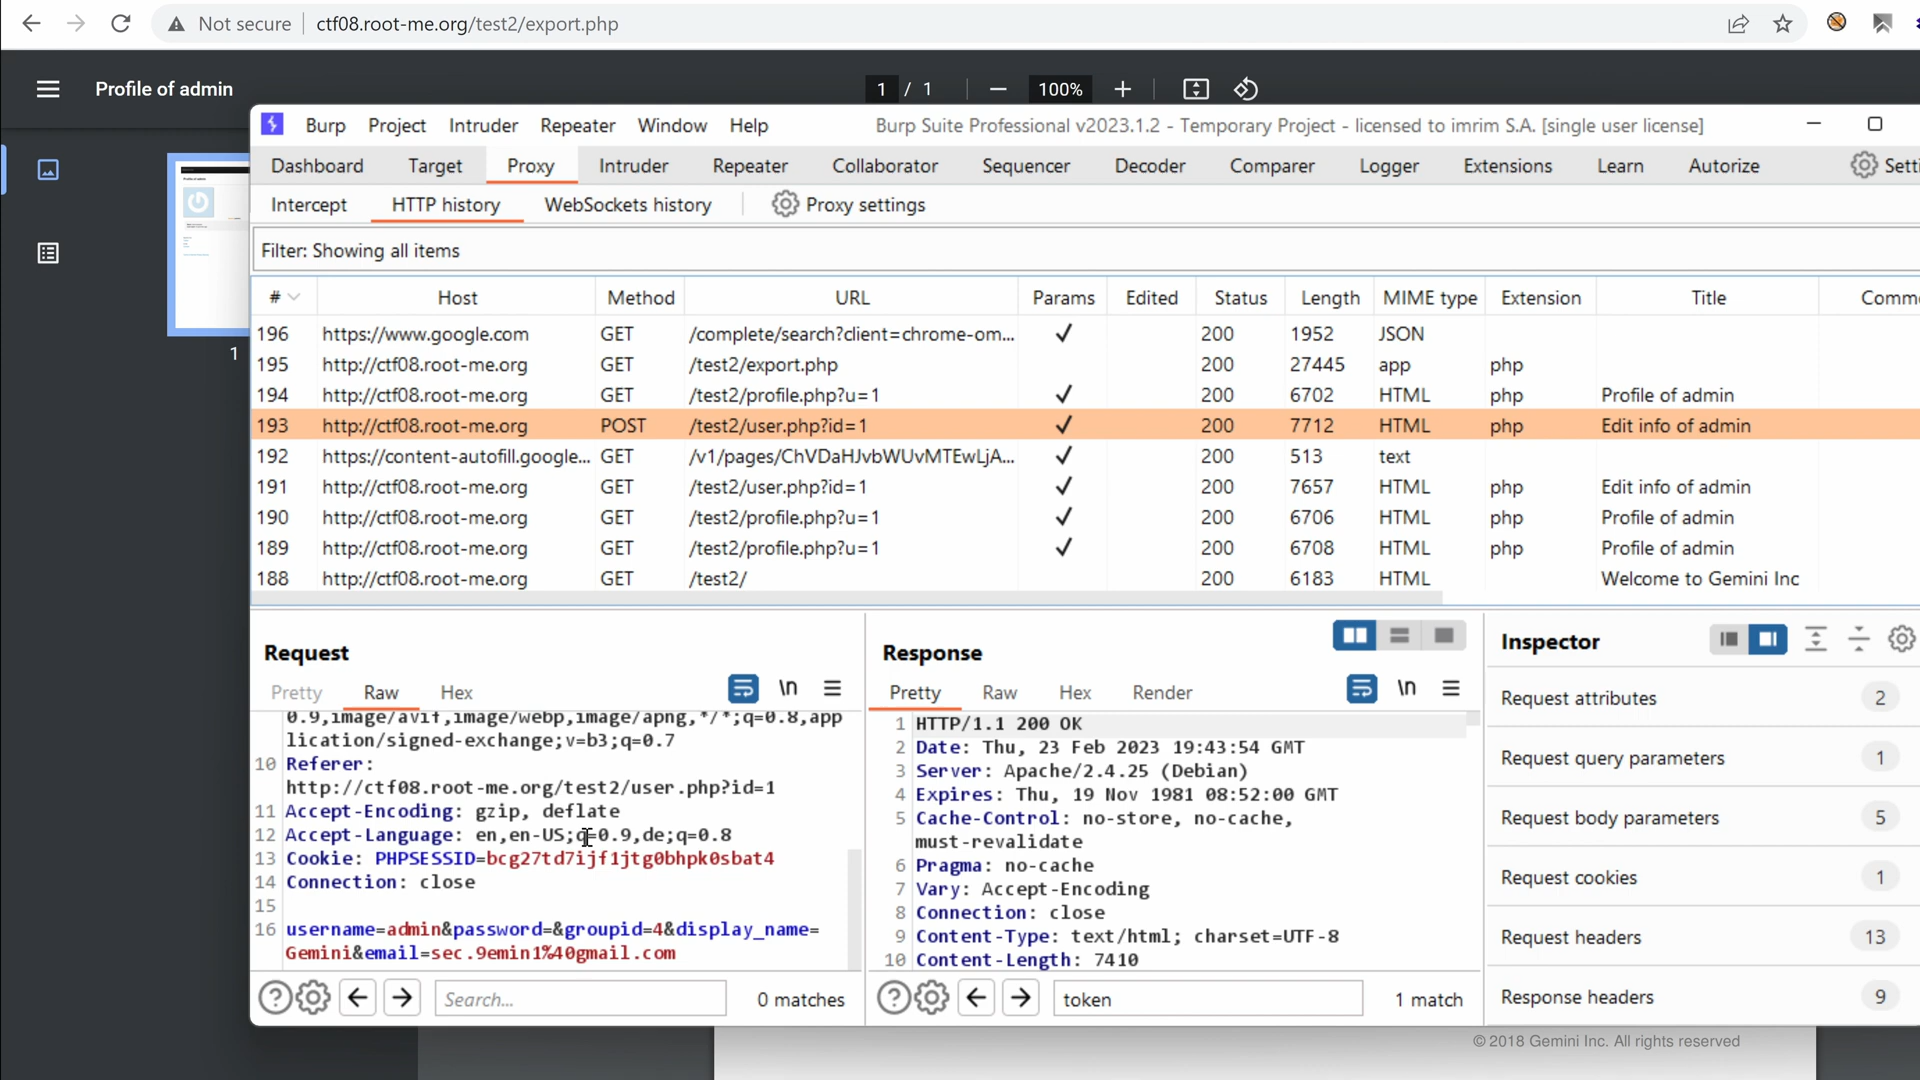 Not secure
ctf08.root-me.org/test2/export.php
Profile of admin
1 / 1
100%
1
Burp Project Intruder Repeater Window Help
Burp Suite Professional v2023.1.2 - Temporary Project - licensed to imrim S.A. [single user license]
Dashboard Target Proxy Intruder Repeater Collaborator Sequencer Decoder Comparer Logger Extensions Learn Autorize Setti
Intercept HTTP history WebSockets history Proxy settings
Filter: Showing all items
# Host Method URL Params Edited Status Length MIME type Extension Title Comme
196 https://www.google.com GET /complete/search?client=chrome-om... ✓ 200 1952 JSON
195 http://ctf08.root-me.org GET /test2/export.php 200 27445 app php
194 http://ctf08.root-me.org GET /test2/profile.php?u=1 ✓ 200 6702 HTML php Profile of admin
193 http://ctf08.root-me.org POST /test2/user.php?id=1 ✓ 200 7712 HTML php Edit info of admin
192 https://content-autofill.google... GET /v1/pages/ChVDaHJvbWUvMTEwLjA... ✓ 200 513 text
191 http://ctf08.root-me.org GET /test2/user.php?id=1 ✓ 200 7657 HTML php Edit info of admin
190 http://ctf08.root-me.org GET /test2/profile.php?u=1 ✓ 200 6706 HTML php Profile of admin
189 http://ctf08.root-me.org GET /test2/profile.php?u=1 ✓ 200 6708 HTML php Profile of admin
188 http://ctf08.root-me.org GET /test2/ 200 6183 HTML Welcome to Gemini Inc
Request
Pretty Raw Hex \n
0.9,image/avif,image/webp,image/apng,*/*;q=0.8,app
lication/signed-exchange;v=b3;q=0.7
10 Referer:
http://ctf08.root-me.org/test2/user.php?id=1
11 Accept-Encoding: gzip, deflate
12 Accept-Language: en,en-US;q=0.9,de;q=0.8
13 Cookie: PHPSESSID=bcg27td7ijf1jtg0bhpk0sbat4
14 Connection: close
15
16 username=admin&password=&groupid=4&display_name=
Gemini&email=sec.9emin1%40gmail.com
Search...
0 matches
Response
Pretty Raw Hex Render \n
1 HTTP/1.1 200 OK
2 Date: Thu, 23 Feb 2023 19:43:54 GMT
3 Server: Apache/2.4.25 (Debian)
4 Expires: Thu, 19 Nov 1981 08:52:00 GMT
5 Cache-Control: no-store, no-cache,
must-revalidate
6 Pragma: no-cache
7 Vary: Accept-Encoding
8 Connection: close
9 Content-Type: text/html; charset=UTF-8
10 Content-Length: 7410
token
1 match
Inspector
Request attributes 2
Request query parameters 1
Request body parameters 5
Request cookies 1
Request headers 13
Response headers 9
© 2018 Gemini Inc. All rights reserved